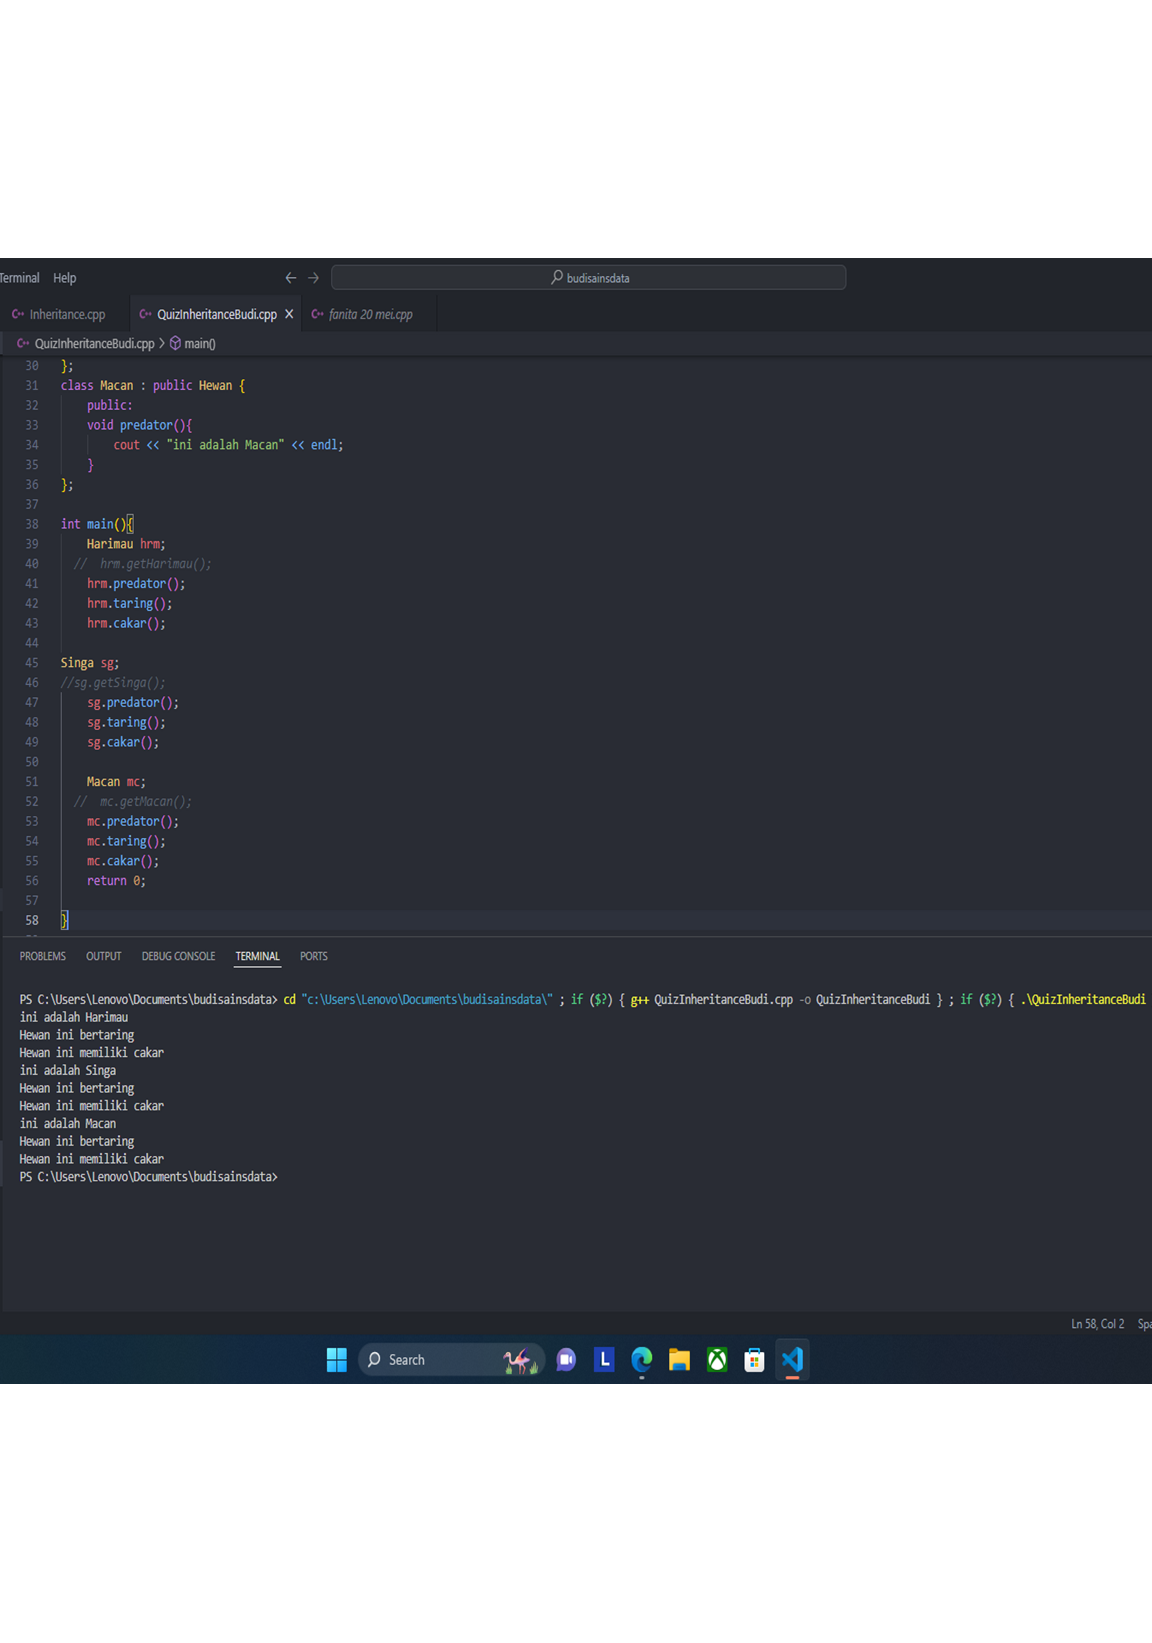 Terminal Help
budisainsdata
Inheritance.cpp QuizInheritanceBudi.cpp X fanita 20 mei.cpp
QuizInheritanceBudi.cpp > main()
30 };
31 class Macan : public Hewan {
32 public:
33 void predator(){
34 cout << "ini adalah Macan" << endl;
35 }
36 };
37
38 int main(){
39 Harimau hrm;
40 // hrm.getHarimau();
41 hrm.predator();
42 hrm.taring();
43 hrm.cakar();
44
45 Singa sg;
46 //sg.getSinga();
47 sg.predator();
48 sg.taring();
49 sg.cakar();
50
51 Macan mc;
52 // mc.getMacan();
53 mc.predator();
54 mc.taring();
55 mc.cakar();
56 return 0;
57
58 }
PROBLEMS OUTPUT DEBUG CONSOLE TERMINAL PORTS
PS C:\Users\Lenovo\Documents\budisainsdata> cd "c:\Users\Lenovo\Documents\budisainsdata\" ; if ($?) { g++ QuizInheritanceBudi.cpp -o QuizInheritanceBudi } ; if ($?) { .\QuizInheritanceBudi
ini adalah Harimau
Hewan ini bertaring
Hewan ini memiliki cakar
ini adalah Singa
Hewan ini bertaring
Hewan ini memiliki cakar
ini adalah Macan
Hewan ini bertaring
Hewan ini memiliki cakar
PS C:\Users\Lenovo\Documents\budisainsdata>
Ln 58, Col 2 Spa
Search
L